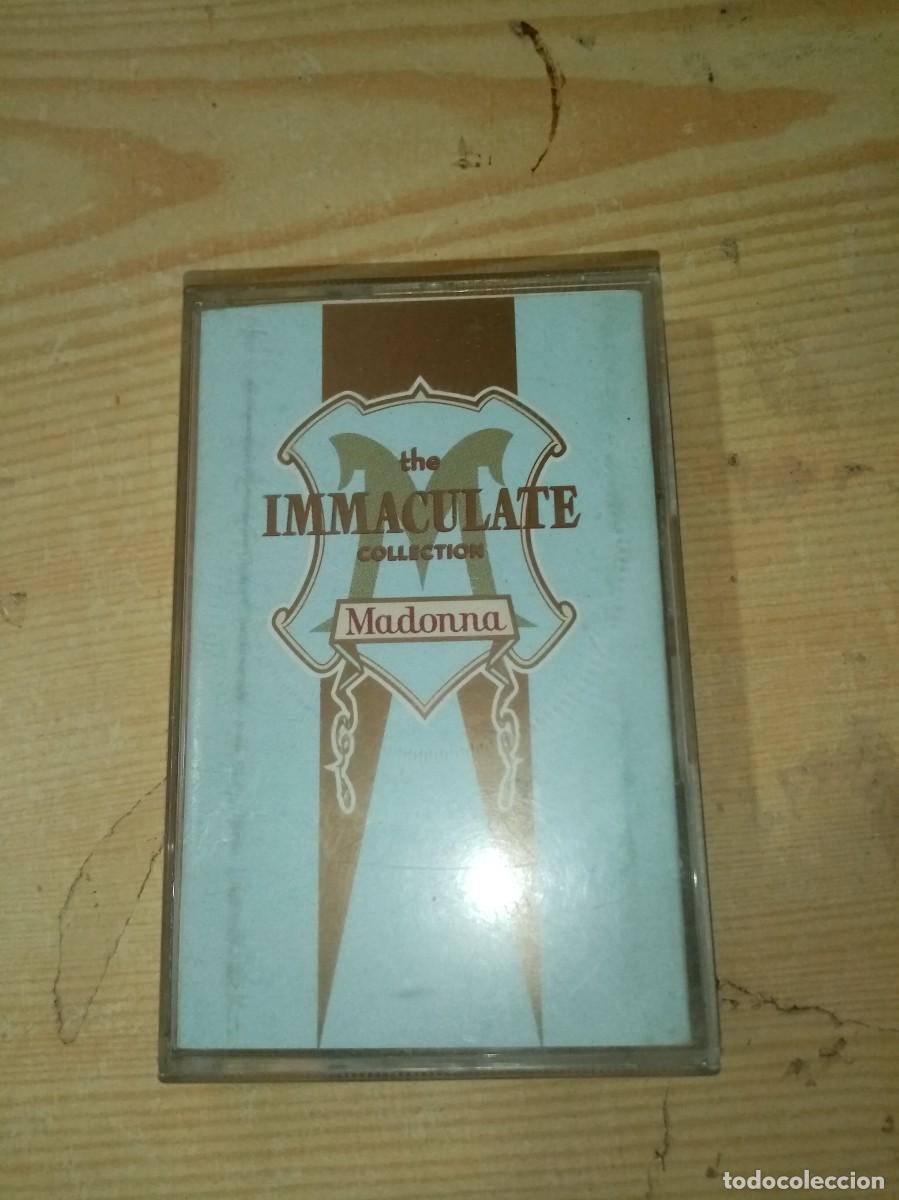 the
IMMACULATE
COLLECTION
Madonna
todocoleccion